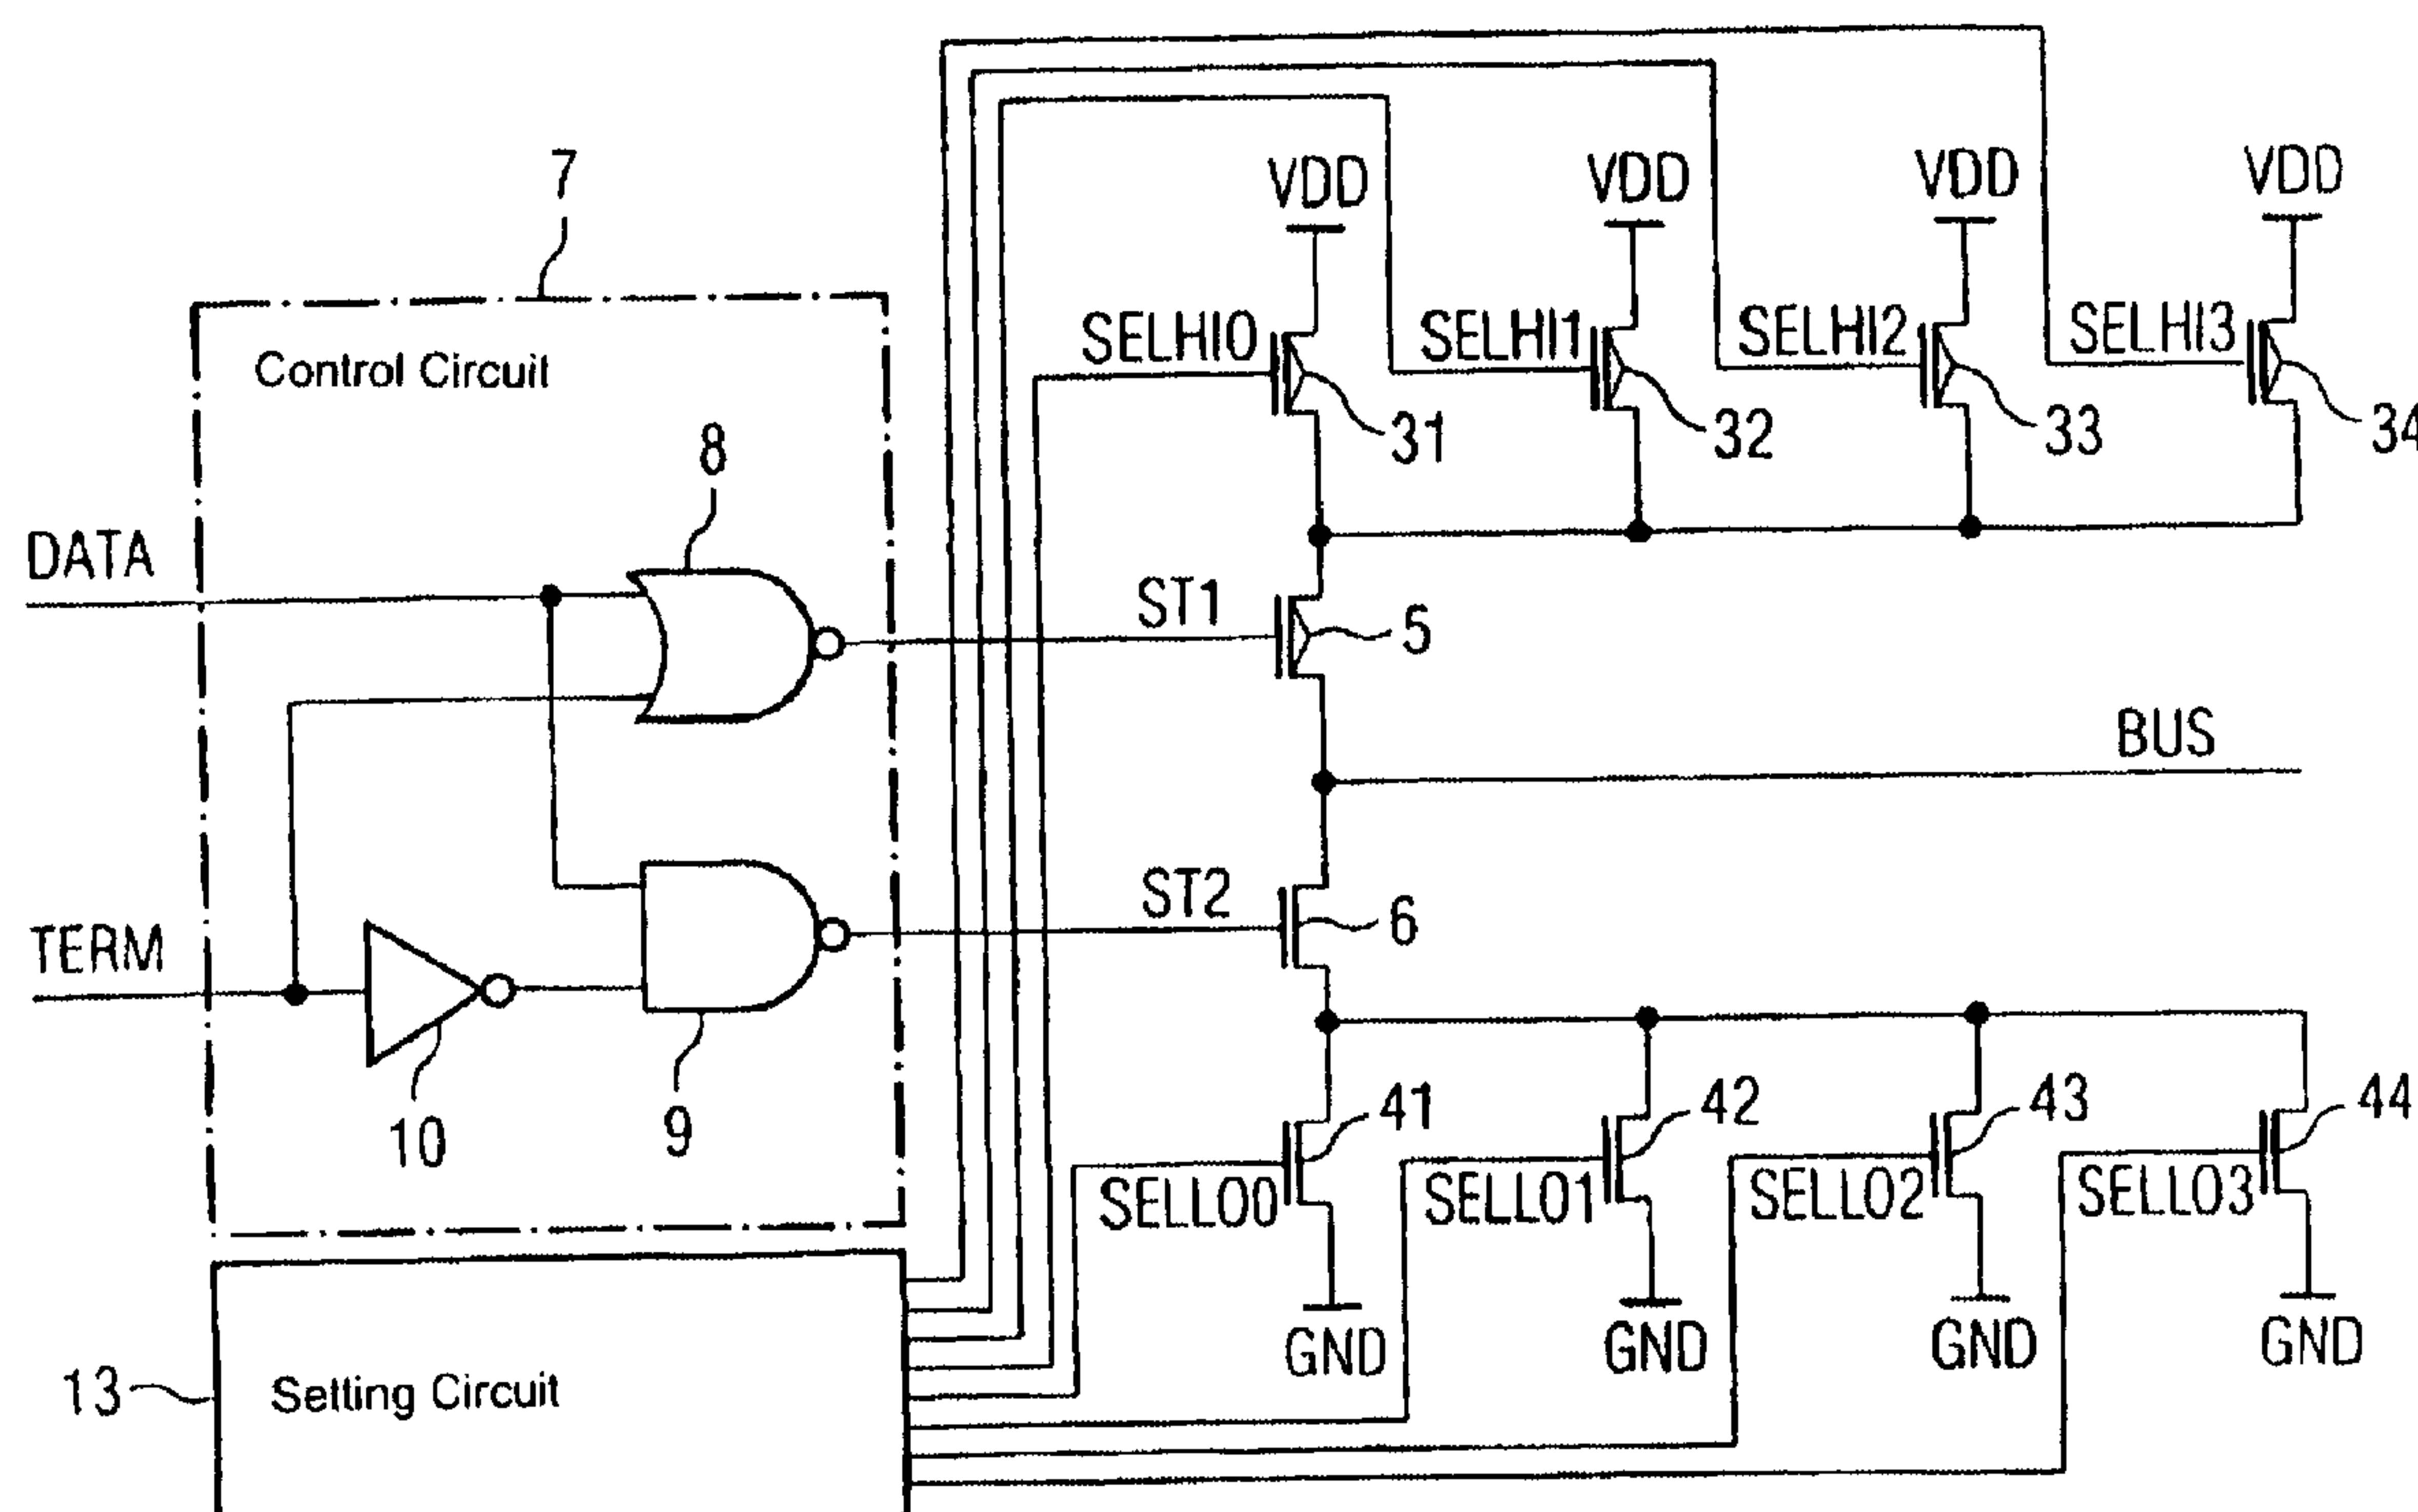 7
VDD
VDD
VDD
VDD
Control Circuit
SELHI0
SELHI1
SELHI2
SELHI3
31
32
33
34
8
DATA
ST1
5
BUS
ST2
6
TERM
10
9
41
42
43
44
SELLO0
SELLO1
SELLO2
SELLO3
GND
GND
GND
GND
13
Setting Circuit